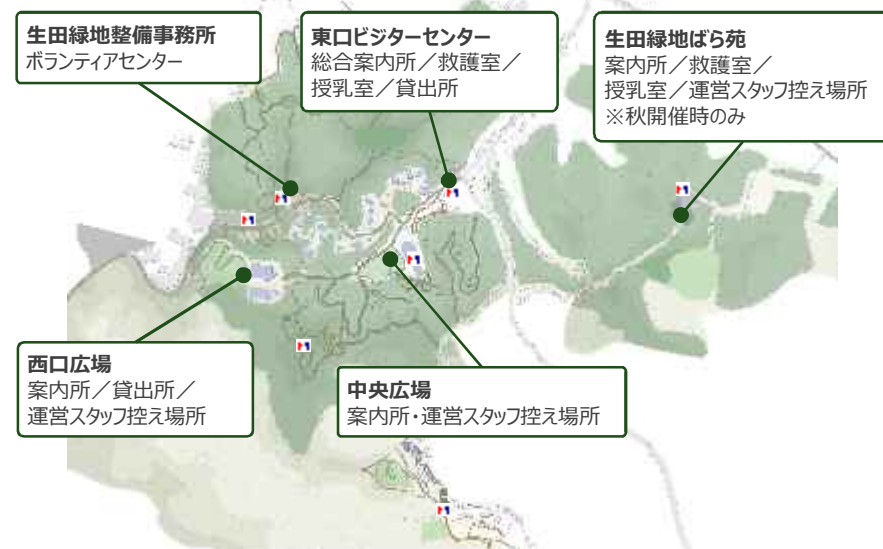 生田緑地整備事務所
ボランティアセンター
東口ビジターセンター
総合案内所／救護室／
授乳室／貸出所
生田緑地ばら苑
案内所／救護室／
授乳室／運営スタッフ控え場所
※秋開催時のみ
西口広場
案内所／貸出所／
運営スタッフ控え場所
中央広場
案内所・運営スタッフ控え場所